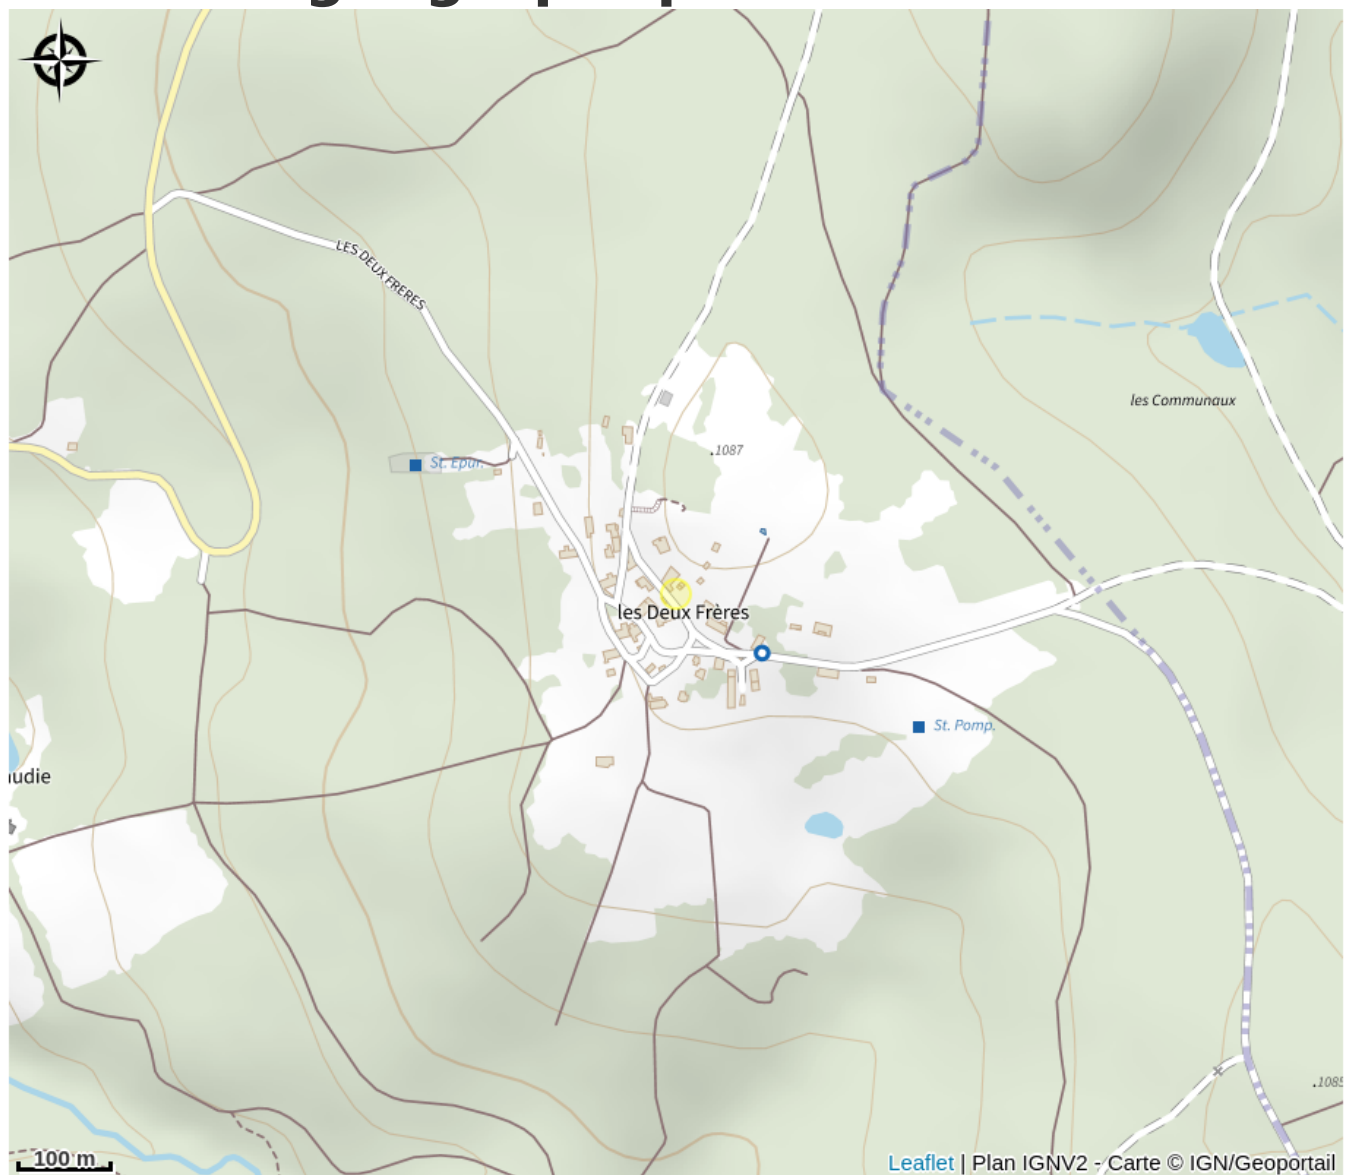 LES DEUX FRERES
les Communaux
.1087
St. Epur.
les Deux Frères
St. Pomp.
udie
.1085
100 m
Leaflet | Plan IGNV2 - Carte © IGN/Geoportail